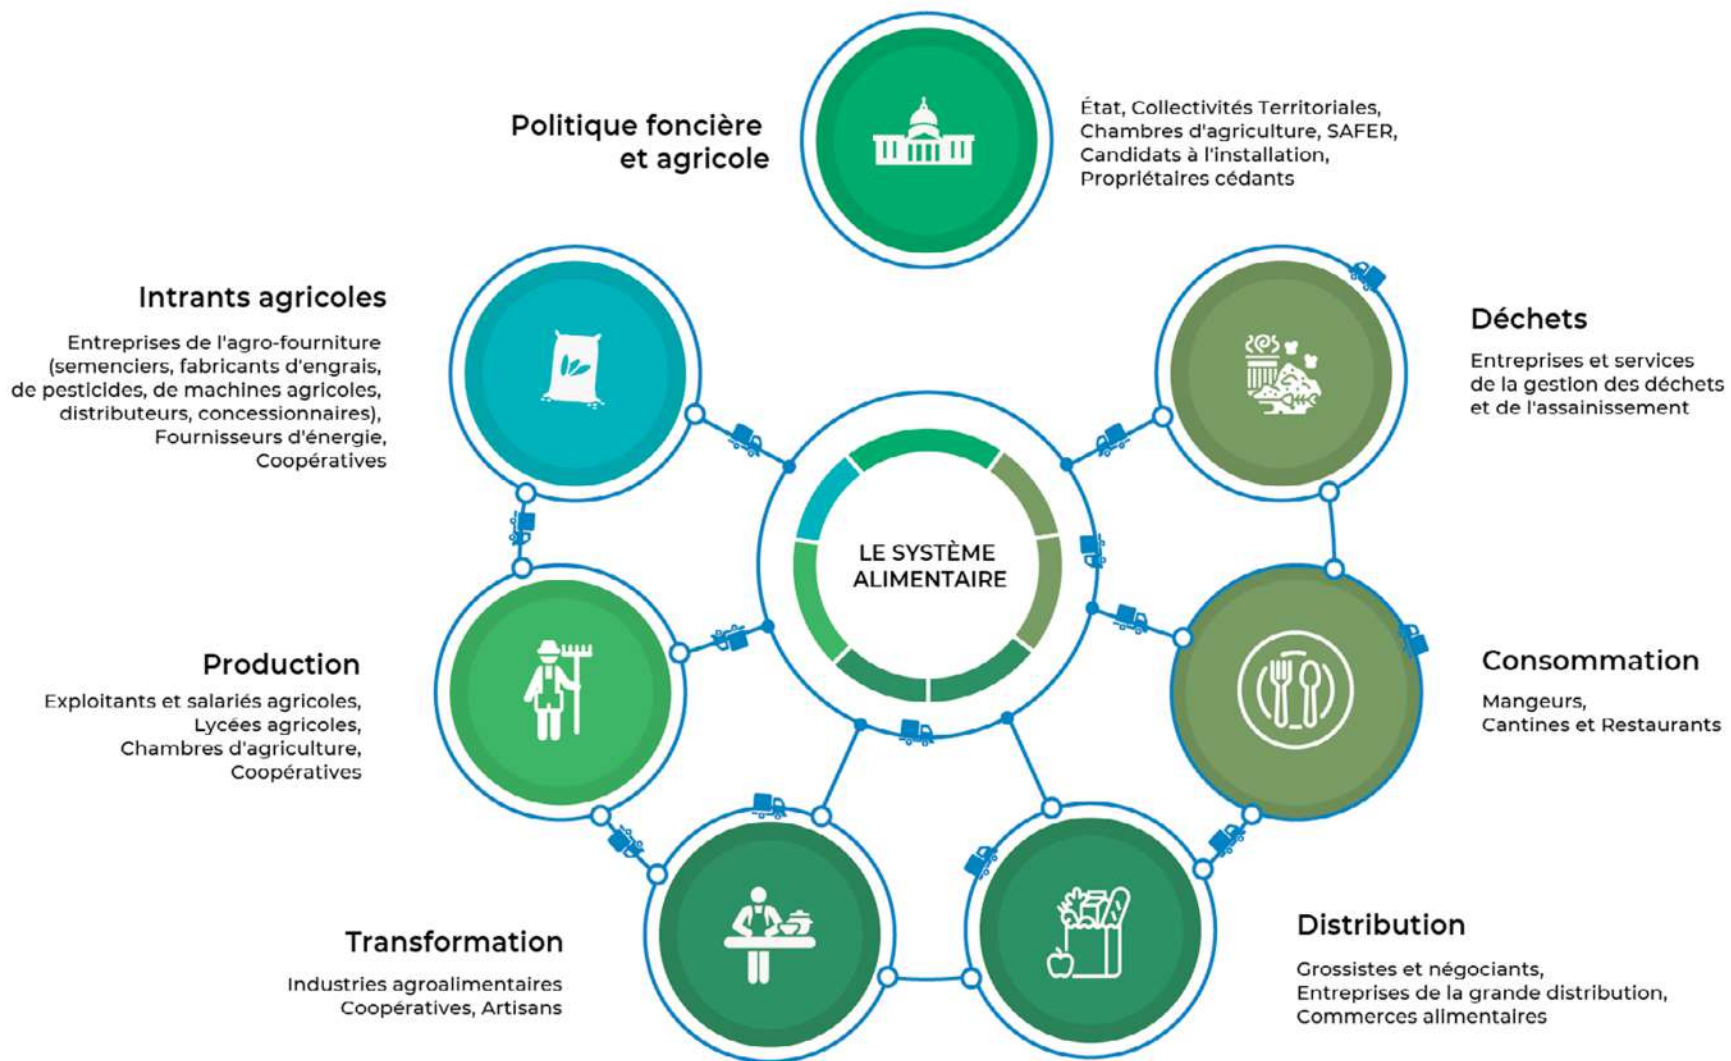 Politique foncière
et agricole
État, Collectivités Territoriales,
Chambres d'agriculture, SAFER,
Candidats à l'installation,
Propriétaires cédants
Intrants agricoles
Entreprises de l'agro-fourniture
(semenciers, fabricants d'engrais,
de pesticides, de machines agricoles,
distributeurs, concessionnaires),
Fournisseurs d'énergie,
Coopératives
Déchets
Entreprises et services
de la gestion des déchets
et de l'assainissement
LE SYSTÈME
ALIMENTAIRE
Production
Exploitants et salariés agricoles,
Lycées agricoles,
Chambres d'agriculture,
Coopératives
Consommation
Mangeurs,
Cantines et Restaurants
Transformation
Industries agroalimentaires
Coopératives, Artisans
Distribution
Grossistes et négociants,
Entreprises de la grande distribution,
Commerces alimentaires